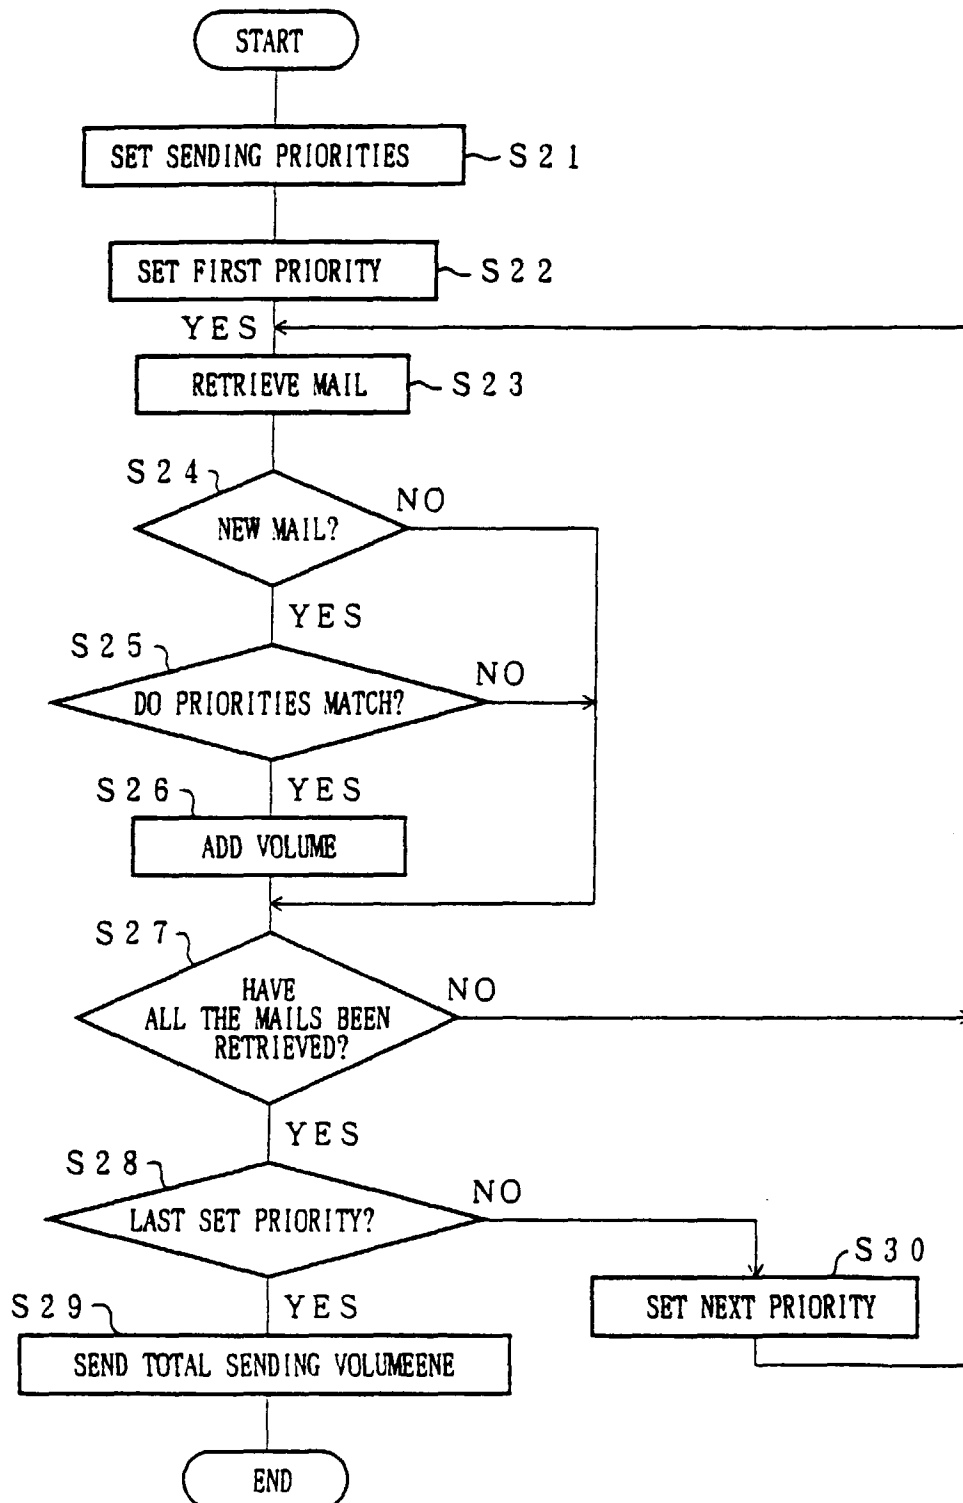 START
SET SENDING PRIORITIES
S21
SET FIRST PRIORITY
S22
YES
RETRIEVE MAIL
S23
S24
NO
NEW MAIL?
YES
S25
NO
DO PRIORITIES MATCH?
YES
S26
ADD VOLUME
S27
NO
HAVE
ALL THE MAILS BEEN
RETRIEVED?
YES
S28
NO
LAST SET PRIORITY?
S30
SET NEXT PRIORITY
YES
S29
SEND TOTAL SENDING VOLUMEENE
END